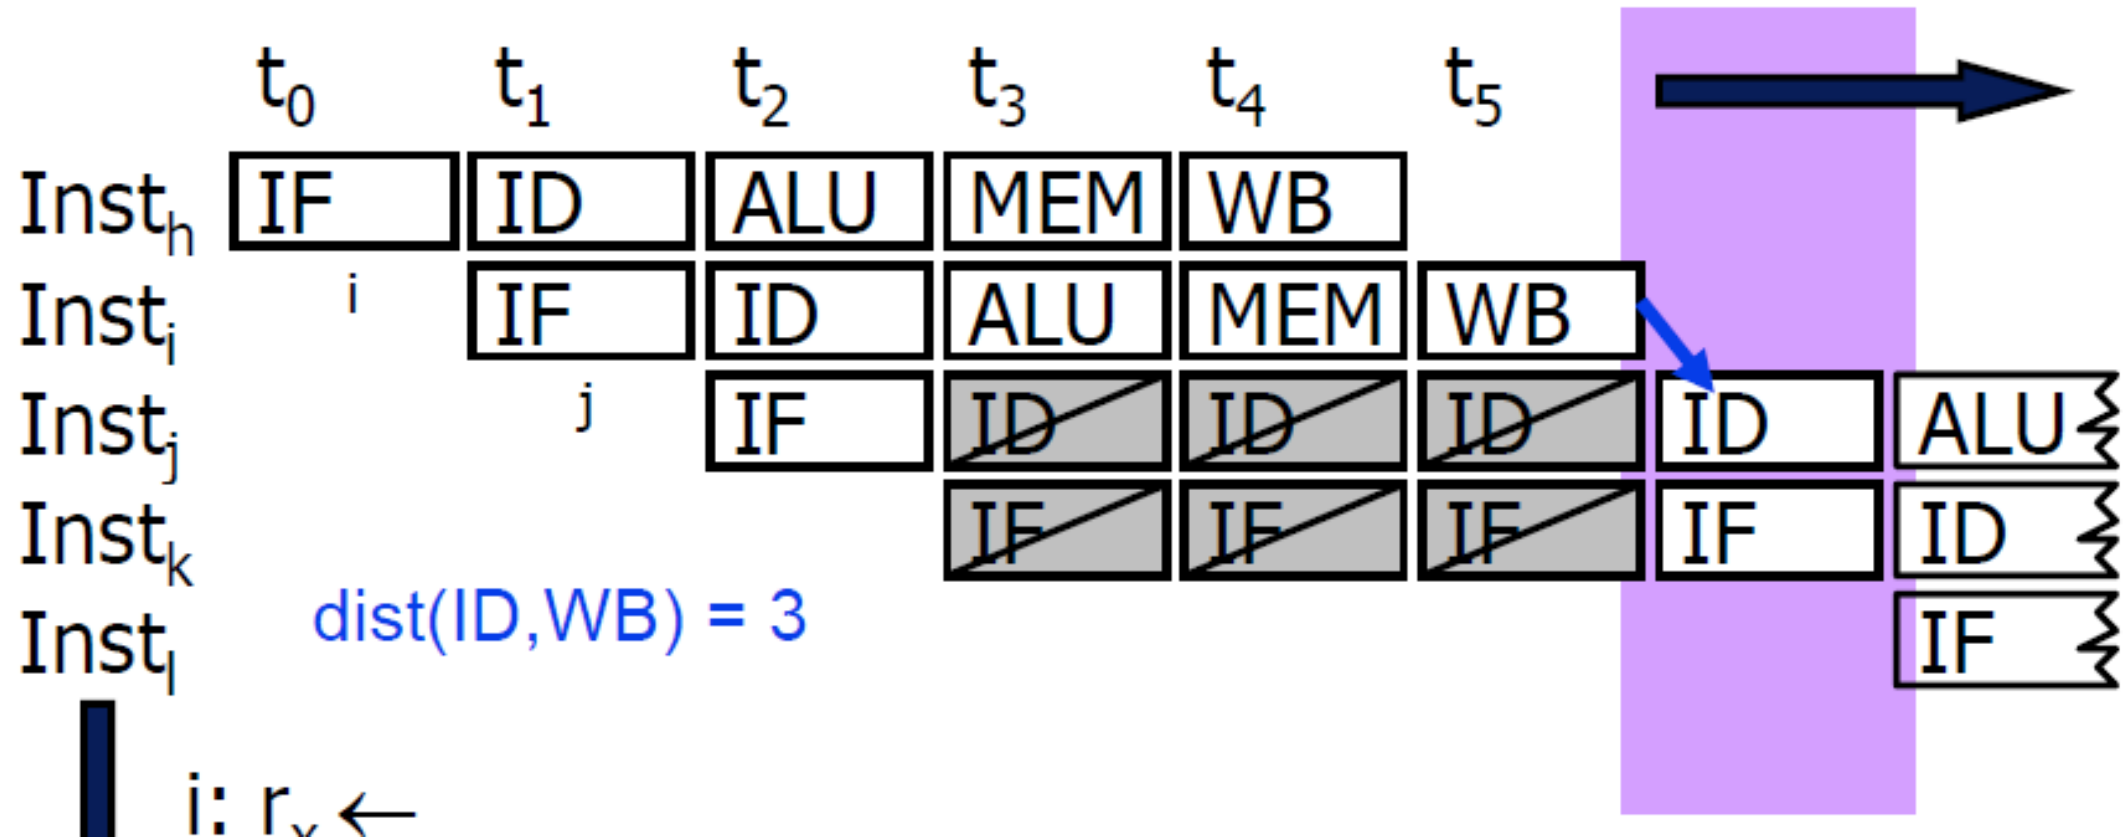 t₀ t₁ t₂ t₃ t₄ t₅
Instₕ IF ID ALU MEM WB
Instᵢ i IF ID ALU MEM WB
Instⱼ j IF ID ID ID ID ALU
Instₖ IF IF IF IF ID
Instₗ IF
dist(ID,WB) = 3
i: rₓ ←